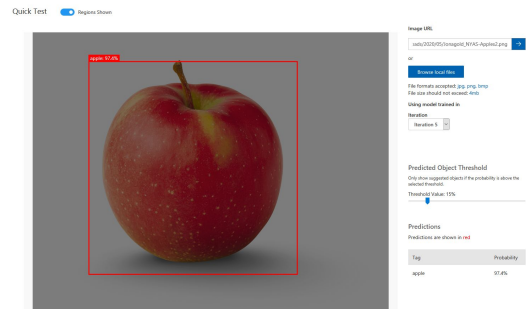 Quick Test
Regions Shown
apple: 97.4%
Image URL
rads/2020/05/Jonagold_NYAS-Apples2.png
or
Browse local files
File formats accepted: jpg, png, bmp
File size should not exceed: 4mb
Using model trained in
Iteration
Iteration 5
Predicted Object Threshold
Only show suggested objects if the probability is above the
selected threshold.
Threshold Value: 15%
Predictions
Predictions are shown in red
Tag Probability
apple 97.4%